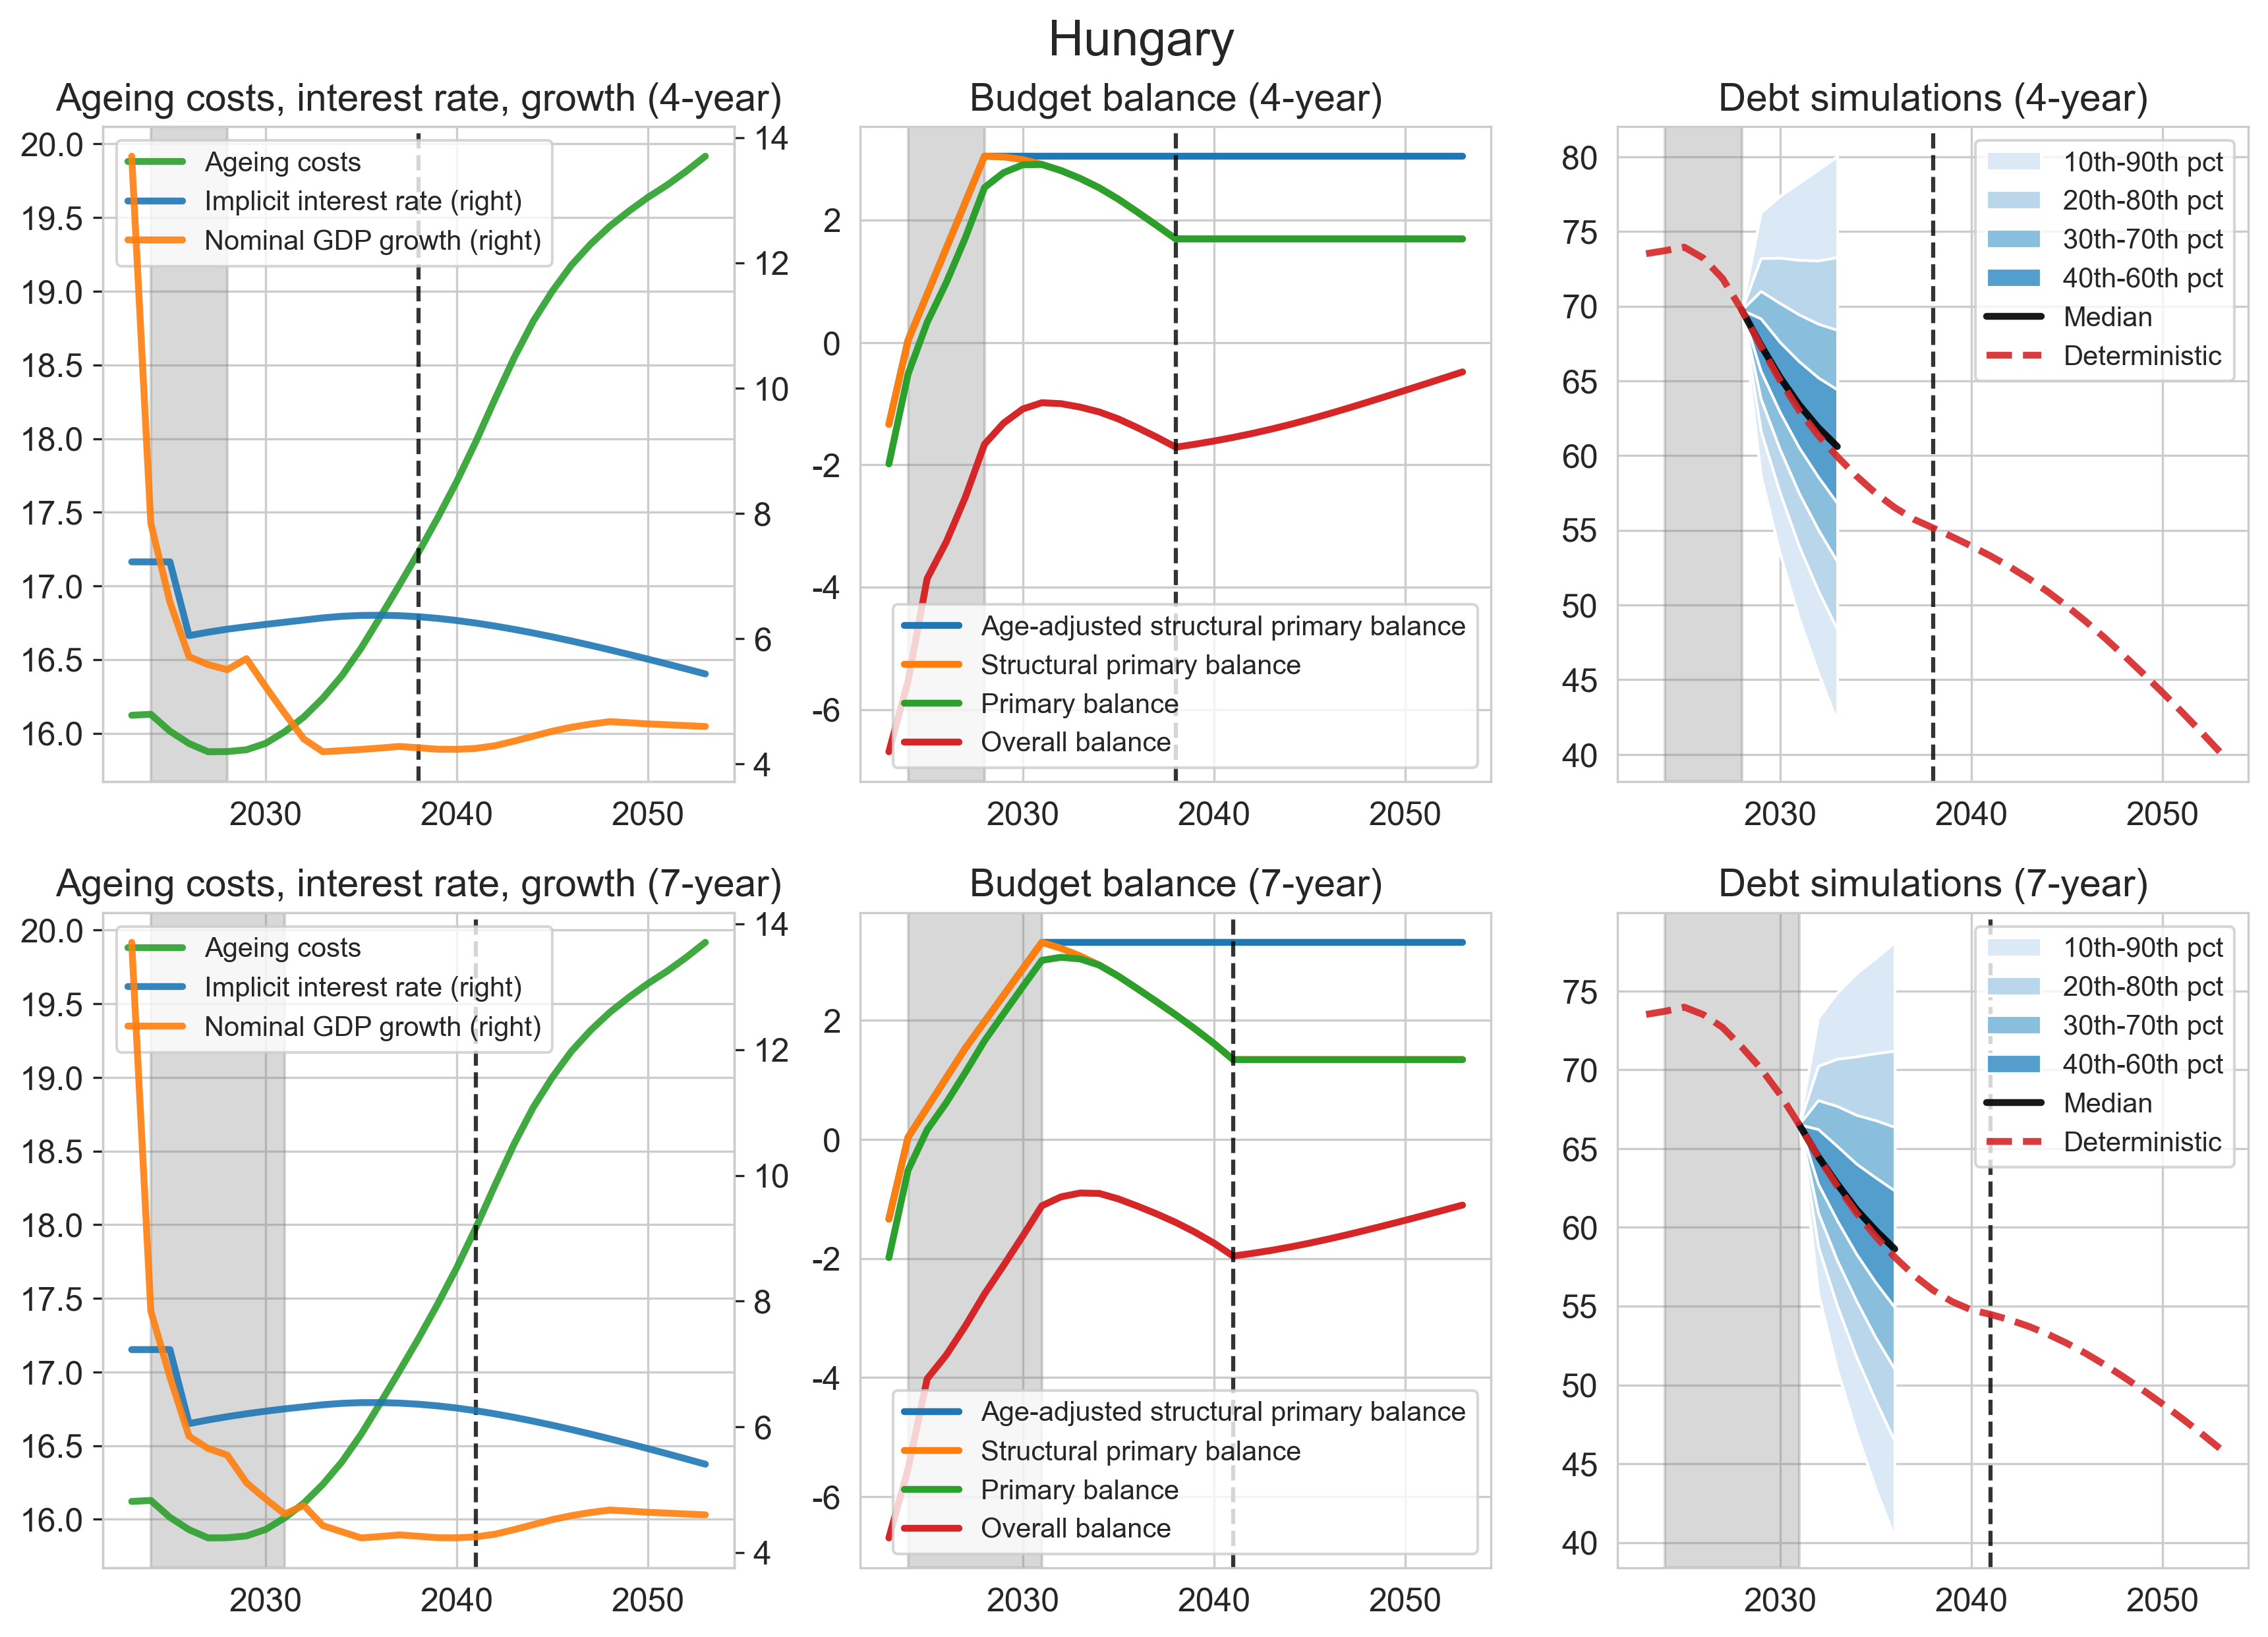 Hungary
Ageing costs, interest rate, growth (4-year)
20.0
19.5
19.0
18.5
18.0
17.5
17.0
16.5
16.0
14
12
10
8
6
4
Ageing costs
Implicit interest rate (right)
Nominal GDP growth (right)
2030
2040
2050
Budget balance (4-year)
2
0
-2
-4
-6
Age-adjusted structural primary balance
Structural primary balance
Primary balance
Overall balance
2030
2040
2050
Debt simulations (4-year)
80
75
70
65
60
55
50
45
40
10th-90th pct
20th-80th pct
30th-70th pct
40th-60th pct
Median
Deterministic
2030
2040
2050
Ageing costs, interest rate, growth (7-year)
20.0
19.5
19.0
18.5
18.0
17.5
17.0
16.5
16.0
14
12
10
8
6
4
Ageing costs
Implicit interest rate (right)
Nominal GDP growth (right)
2030
2040
2050
Budget balance (7-year)
2
0
-2
-4
-6
Age-adjusted structural primary balance
Structural primary balance
Primary balance
Overall balance
2030
2040
2050
Debt simulations (7-year)
75
70
65
60
55
50
45
40
10th-90th pct
20th-80th pct
30th-70th pct
40th-60th pct
Median
Deterministic
2030
2040
2050